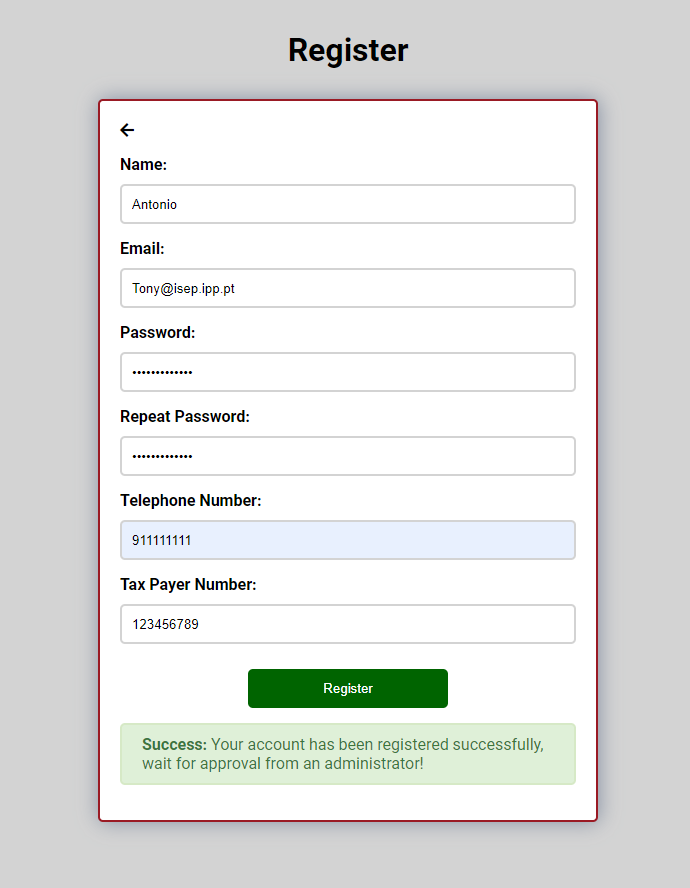 Register
Name:
Antonio
Email:
Tony@isep.ipp.pt
Password:
•••••••••••••
Repeat Password:
•••••••••••••
Telephone Number:
911111111
Tax Payer Number:
123456789
Register
Success: Your account has been registered successfully,
wait for approval from an administrator!